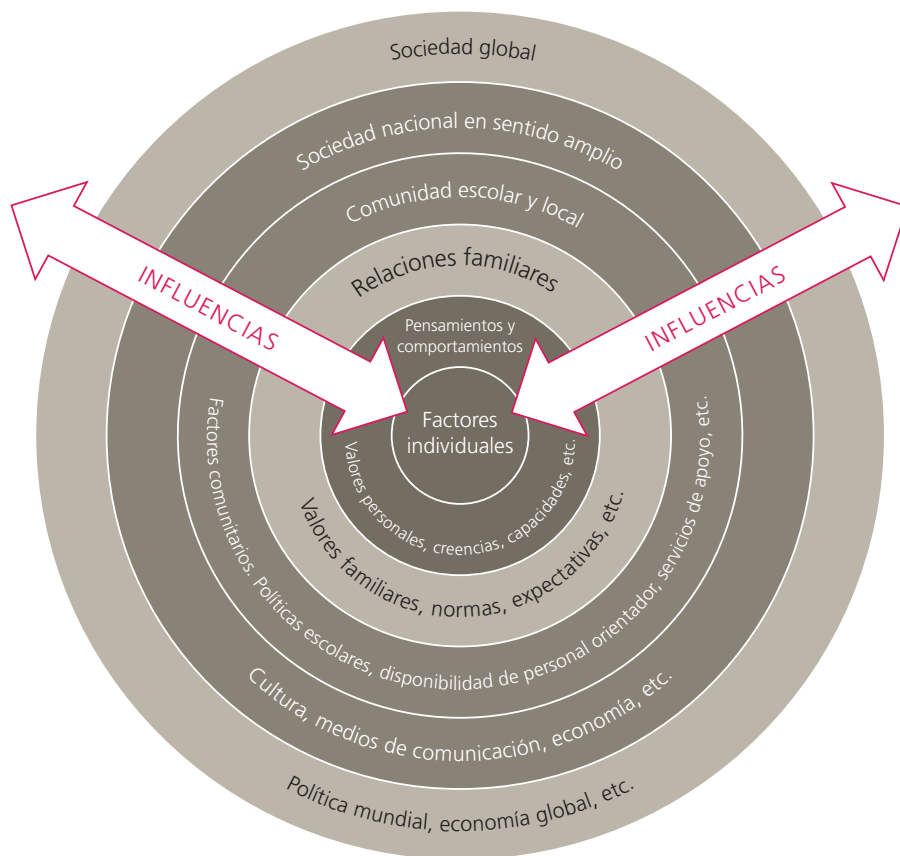 Sociedad global
Sociedad nacional en sentido amplio
Comunidad escolar y local
Relaciones familiares
INFLUENCIAS
INFLUENCIAS
Pensamientos y
comportamientos
Factores
individuales
Valores personales, creencias, capacidades, etc.
Valores familiares, normas, expectativas, etc.
Factores comunitarios. Políticas escolares, disponibilidad de personal orientador, servicios de apoyo, etc.
Cultura, medios de comunicación, economía, etc.
Política mundial, economía global, etc.